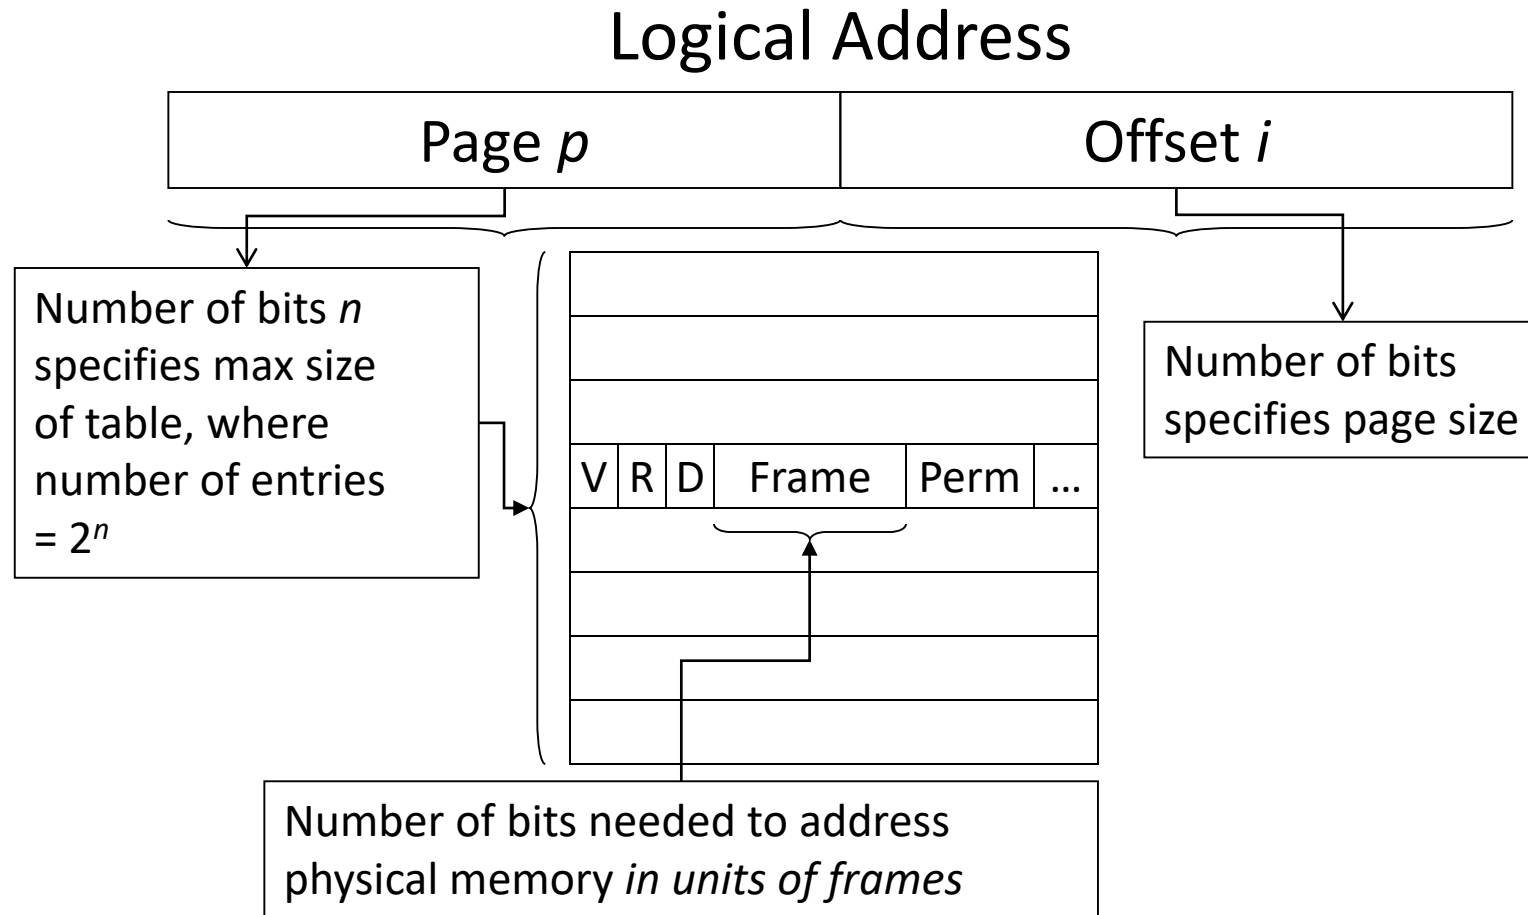 Logical Address
Page p
Offset i
Number of bits n
specifies max size
of table, where
number of entries
= 2ⁿ
Number of bits
specifies page size
V R D Frame Perm ...
Number of bits needed to address
physical memory in units of frames